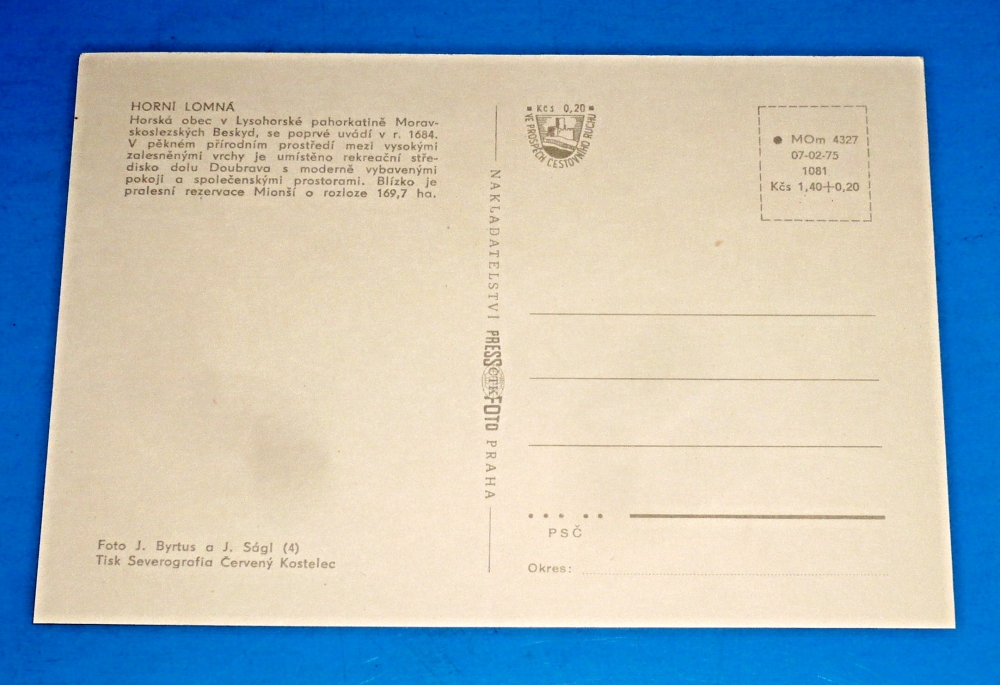 HORNÍ LOMNÁ
Horská obec v Lysohorské pahorkatině Morav-
skoslezských Beskyd, se poprvé uvádí v r. 1684.
V pěkném přírodním prostředí mezi vysokými
zalesněnými vrchy je umístěno rekreační stře-
disko dolu Doubrava s moderně vybavenými
pokoji a společenskými prostorami. Blízko je
pralesní rezervace Mionší o rozloze 169,7 ha.
Foto J. Byrtus a J. Ságl (4)
Tisk Severografia Červený Kostelec
NAKLADATELSTVÍ PRESSFOTO PRAHA
ČTK
Kčs 0,20
VE PROSPĚCH CESTOVNÍHO RUCHU
MOm 4327
07-02-75
1081
Kčs 1,40+0,20
PSČ
Okres: